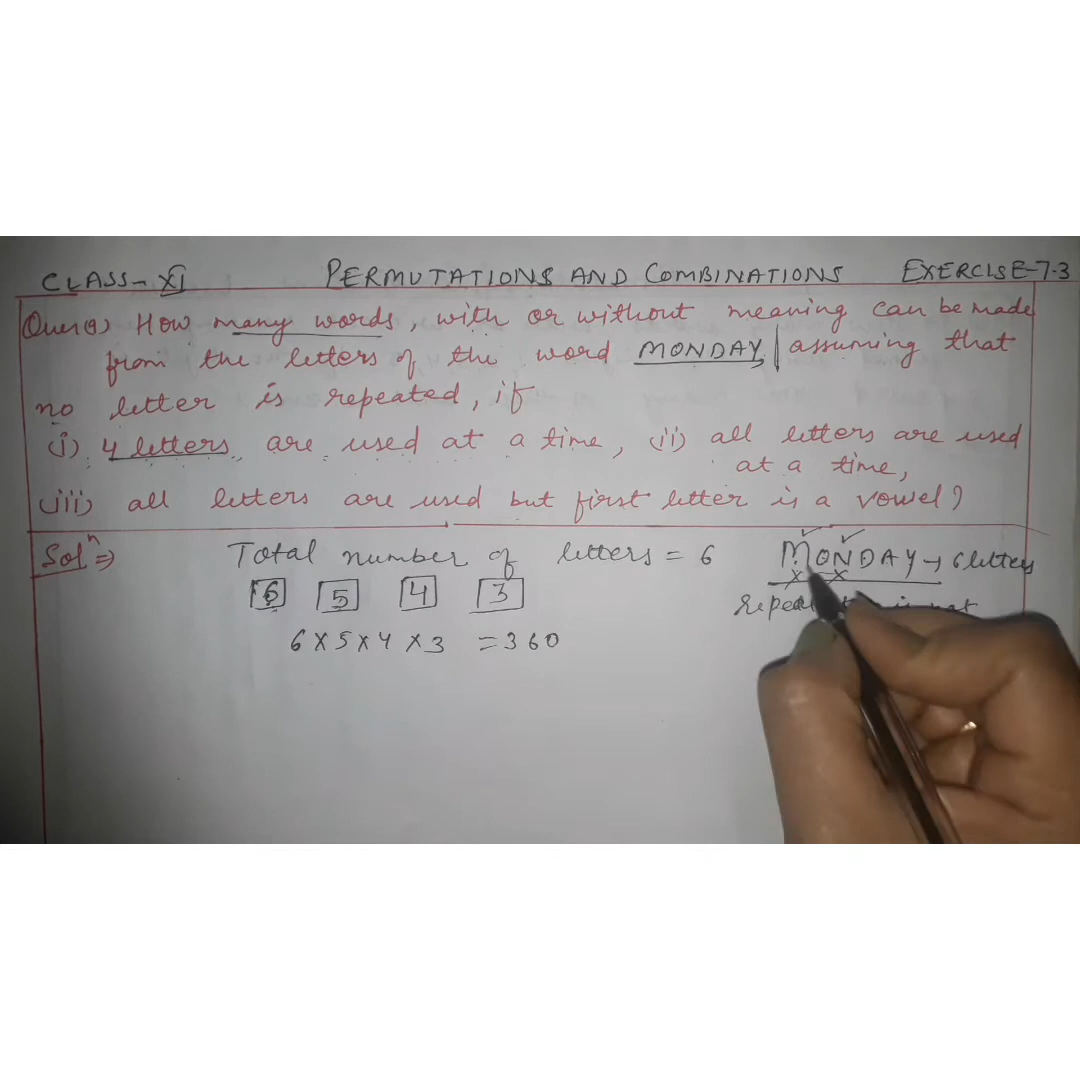 CLASS-XI PERMUTATIONS AND COMBINATIONS EXERCISE-7.3
Ques(9) How many words, with or without meaning can be made
from the letters of the word MONDAY, assuming that
no letter is repeated, if
(i) 4 letters are used at a time, (ii) all letters are used
at a time,
(iii) all letters are used but first letter is a vowel?
Solⁿ⇒ Total number of letters = 6 MONDAY → 6 letters
6 5 4 3
6 × 5 × 4 × 3 = 360